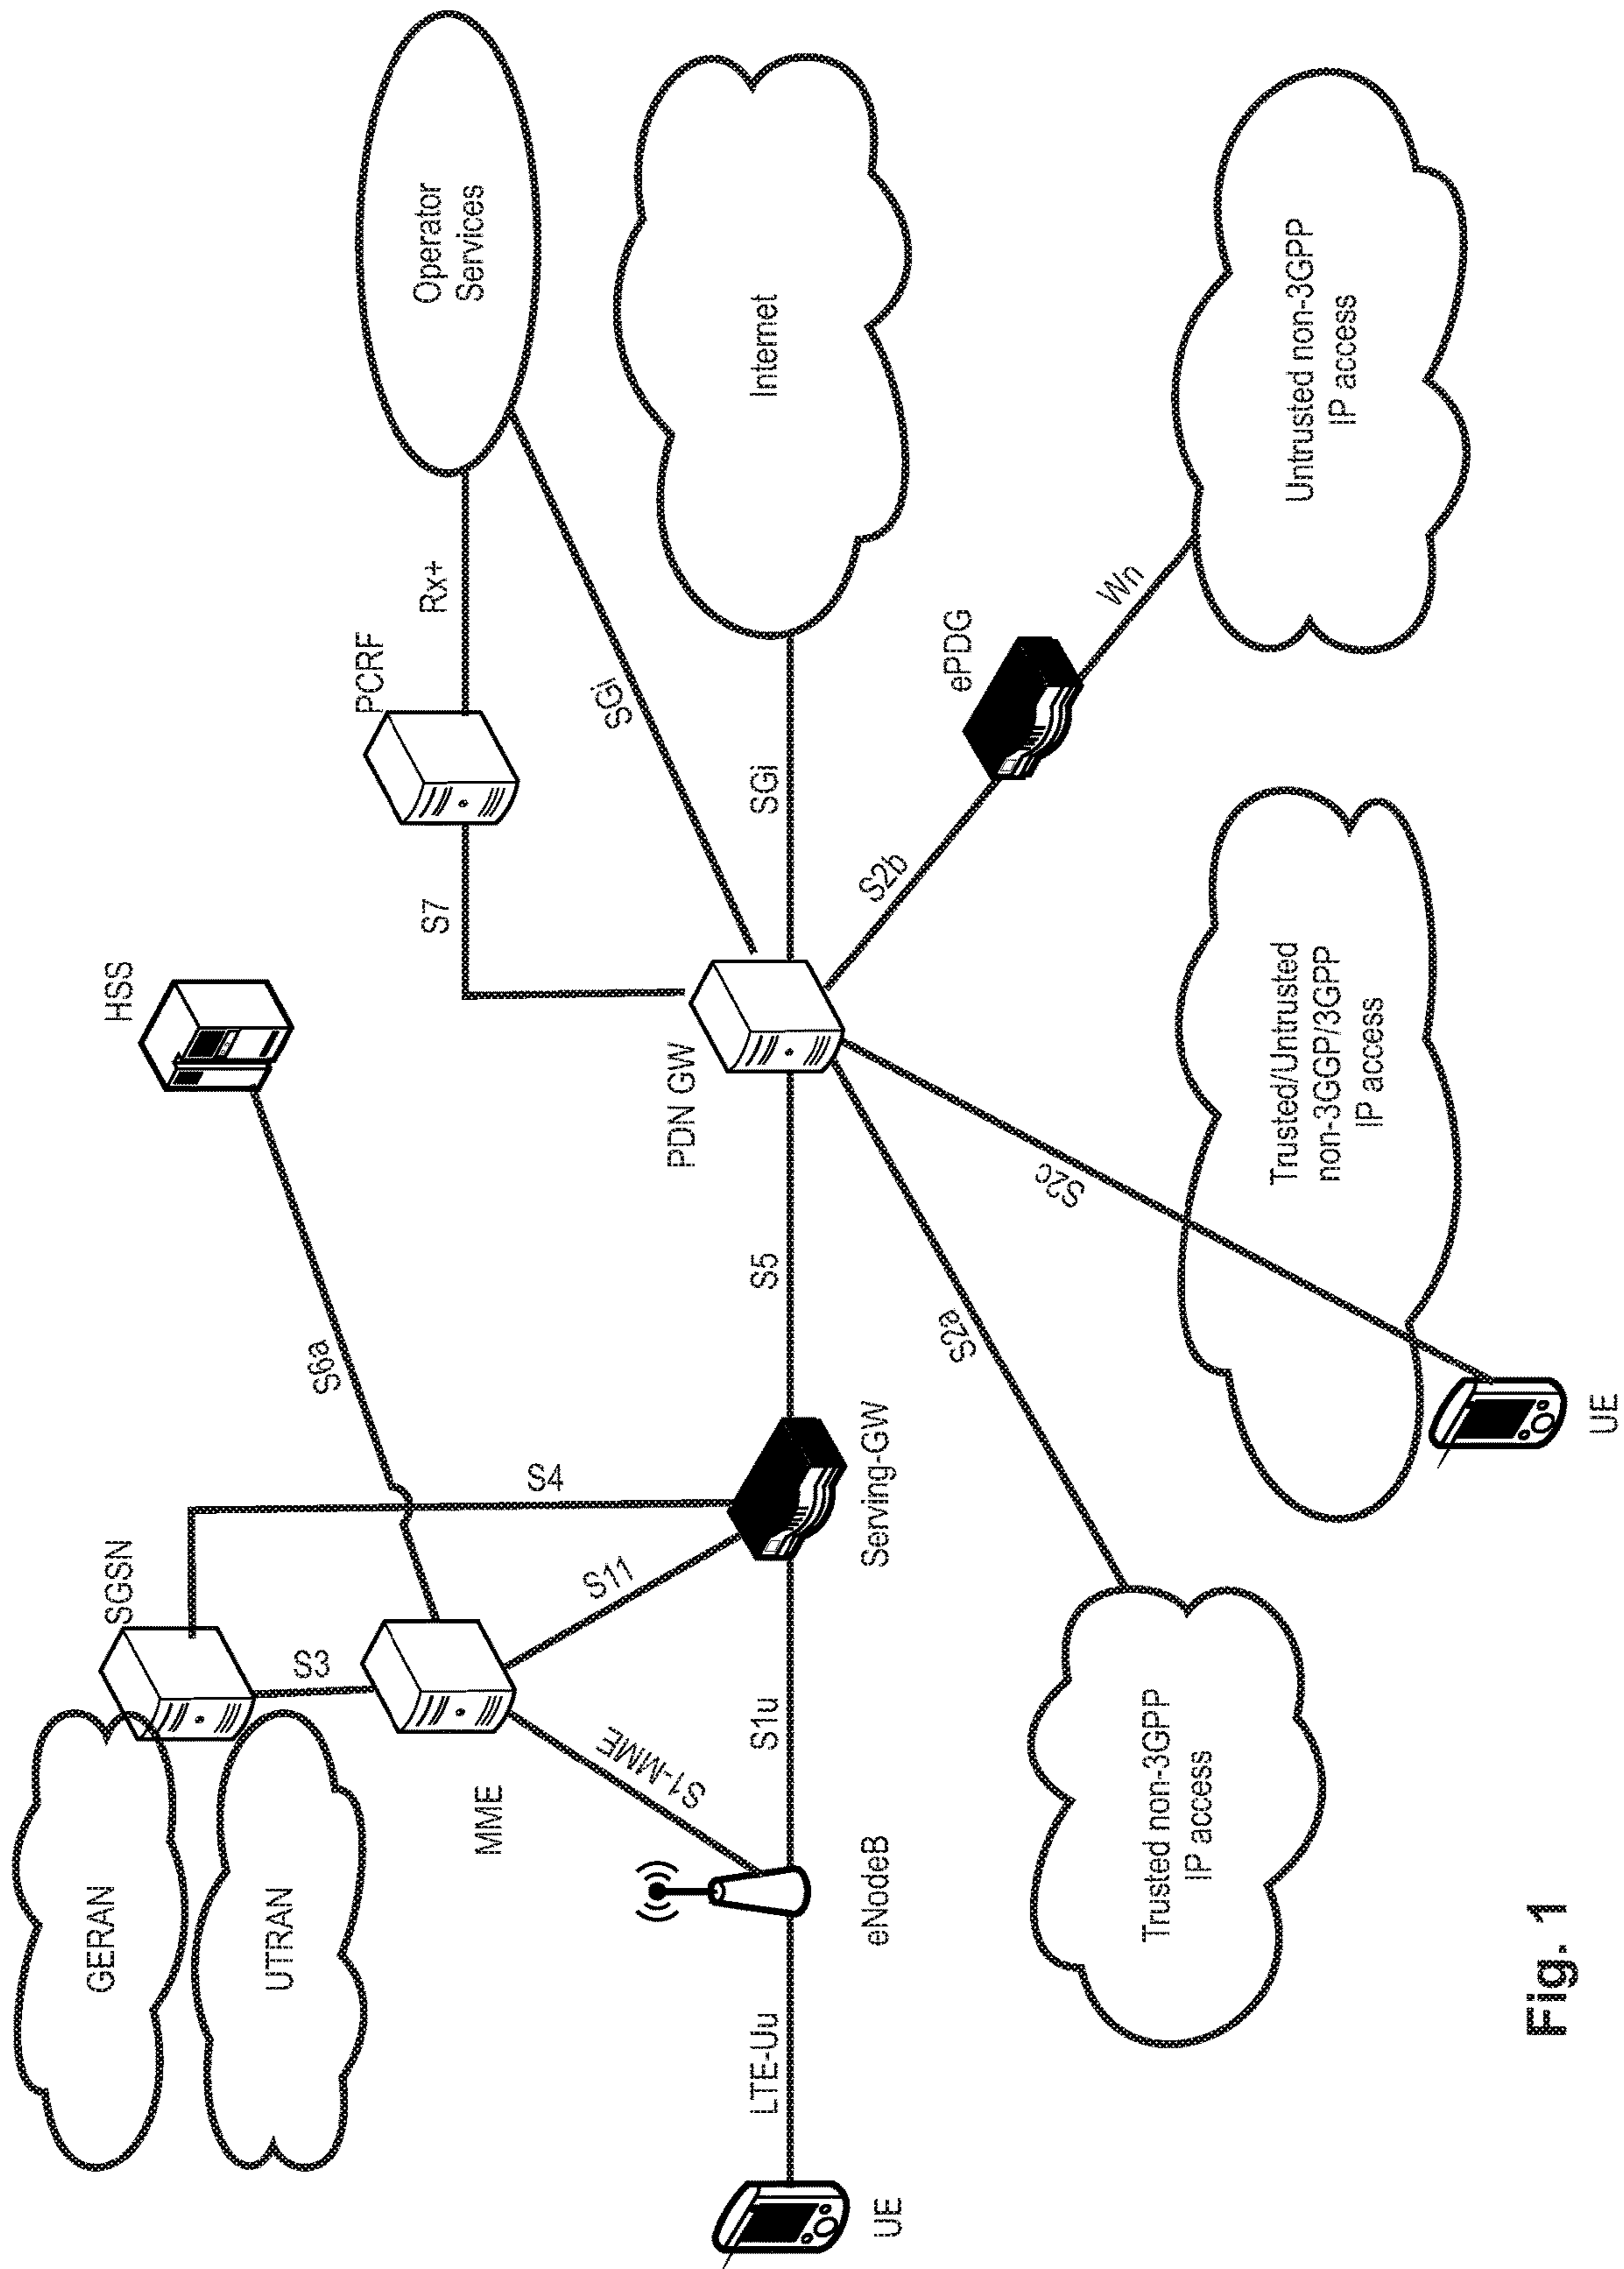 GERAN
UTRAN
SGSN
HSS
S3
S6a
S4
PCRF
S7
Rx+
Operator
Services
MME
S1-MME
S11
SGi
UE
LTE-Uu
eNodeB
S1u
Serving-GW
S5
PDN GW
SGi
Internet
S2a
S2c
S2b
ePDG
Wn
Trusted non-3GPP
IP access
Trusted/Untrusted
non-3GGP/3GPP
IP access
Untrusted non-3GPP
IP access
UE
Fig. 1